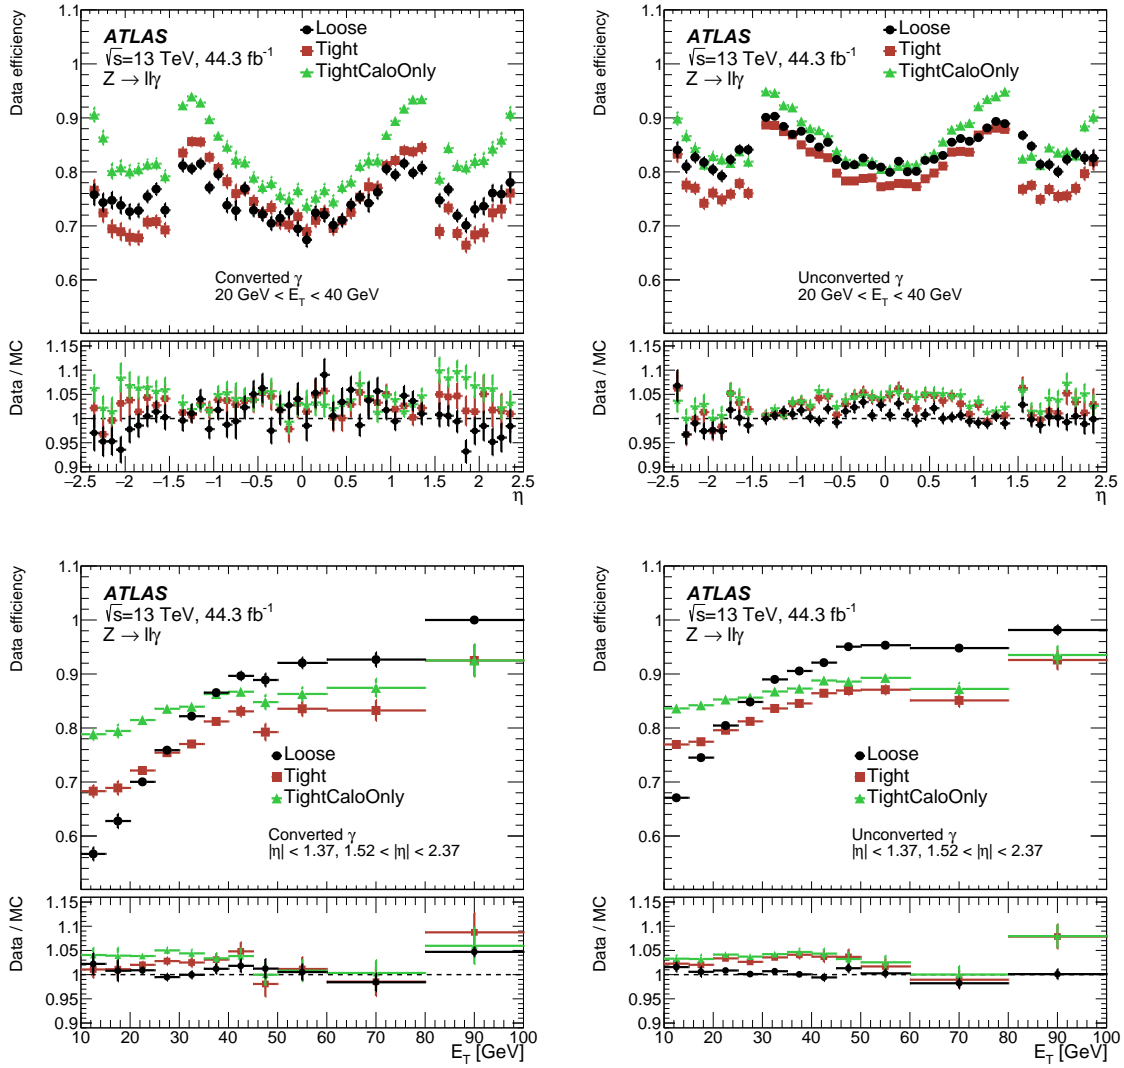 Data efficiency
1.1
1
0.9
0.8
0.7
0.6
ATLAS
√s=13 TeV, 44.3 fb⁻¹
Z → llγ
Loose
Tight
TightCaloOnly
Converted γ
20 GeV < E_T < 40 GeV
Data / MC
1.15
1.1
1.05
1
0.95
0.9
−2.5 −2 −1.5 −1 −0.5 0 0.5 1 1.5 2 2.5
η
Data efficiency
1.1
1
0.9
0.8
0.7
0.6
ATLAS
√s=13 TeV, 44.3 fb⁻¹
Z → llγ
Loose
Tight
TightCaloOnly
Unconverted γ
20 GeV < E_T < 40 GeV
Data / MC
1.15
1.1
1.05
1
0.95
0.9
−2.5 −2 −1.5 −1 −0.5 0 0.5 1 1.5 2 2.5
η
Data efficiency
1.1
1
0.9
0.8
0.7
0.6
ATLAS
√s=13 TeV, 44.3 fb⁻¹
Z → llγ
Loose
Tight
TightCaloOnly
Converted γ
|η| < 1.37, 1.52 < |η| < 2.37
Data / MC
1.15
1.1
1.05
1
0.95
0.9
10 20 30 40 50 60 70 80 90 100
E_T [GeV]
Data efficiency
1.1
1
0.9
0.8
0.7
0.6
ATLAS
√s=13 TeV, 44.3 fb⁻¹
Z → llγ
Loose
Tight
TightCaloOnly
Unconverted γ
|η| < 1.37, 1.52 < |η| < 2.37
Data / MC
1.15
1.1
1.05
1
0.95
0.9
10 20 30 40 50 60 70 80 90 100
E_T [GeV]